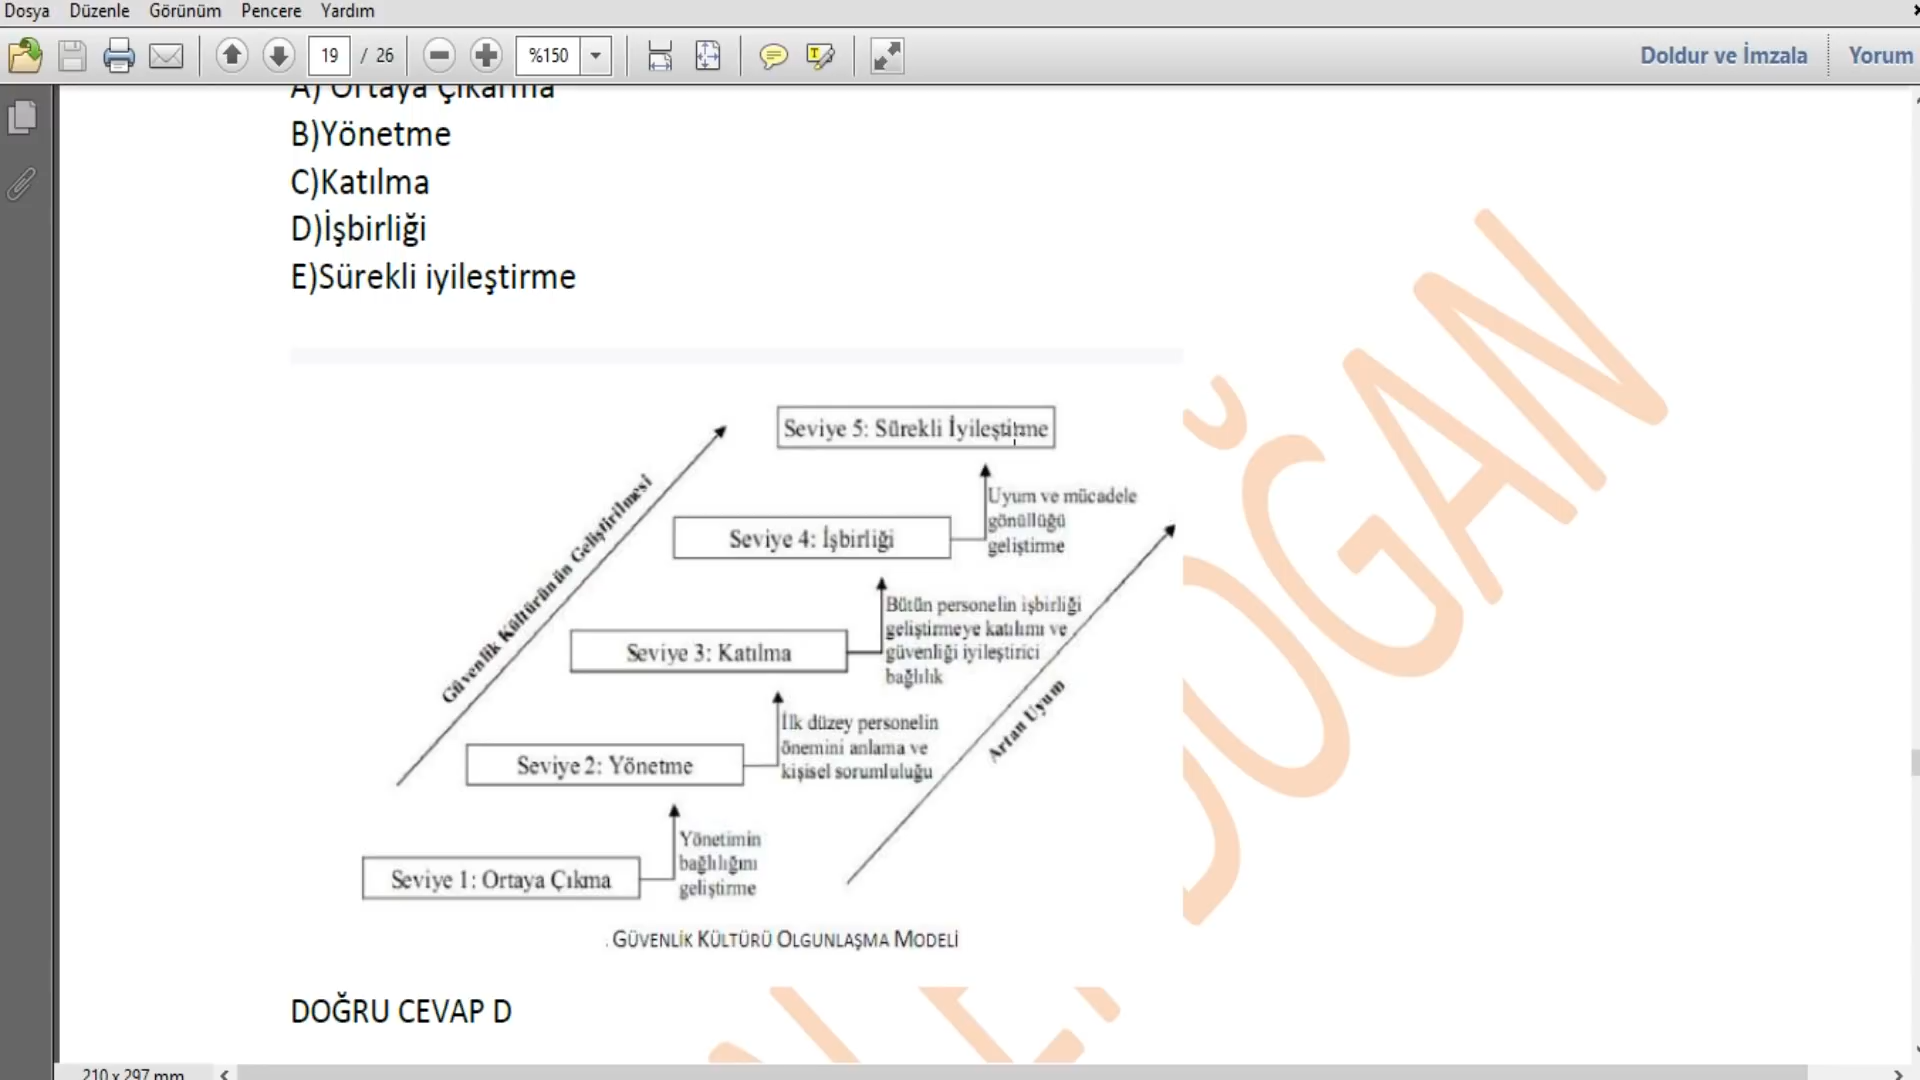 Dosya Düzenle Görünüm Pencere Yardım
19 / 26 %150 Doldur ve İmzala Yorum
A) Ortaya Çıkarma
B)Yönetme
C)Katılma
D)İşbirliği
E)Sürekli iyileştirme
Seviye 5: Sürekli İyileştirme
Uyum ve mücadele
gönüllüğü
geliştirme
Seviye 4: İşbirliği
Güvenlik Kültürünün Geliştirilmesi
Bütün personelin işbirliği
geliştirmeye katılımı ve
güvenliği iyileştirici
bağlılık
Seviye 3: Katılma
Artan Uyum
İlk düzey personelin
önemini anlama ve
kişisel sorumluluğu
Seviye 2: Yönetme
Yönetimin
bağlılığını
geliştirme
Seviye 1: Ortaya Çıkma
. GÜVENLİK KÜLTÜRÜ OLGUNLAŞMA MODELİ
DOĞRU CEVAP D
DOĞAN
210 x 297 mm